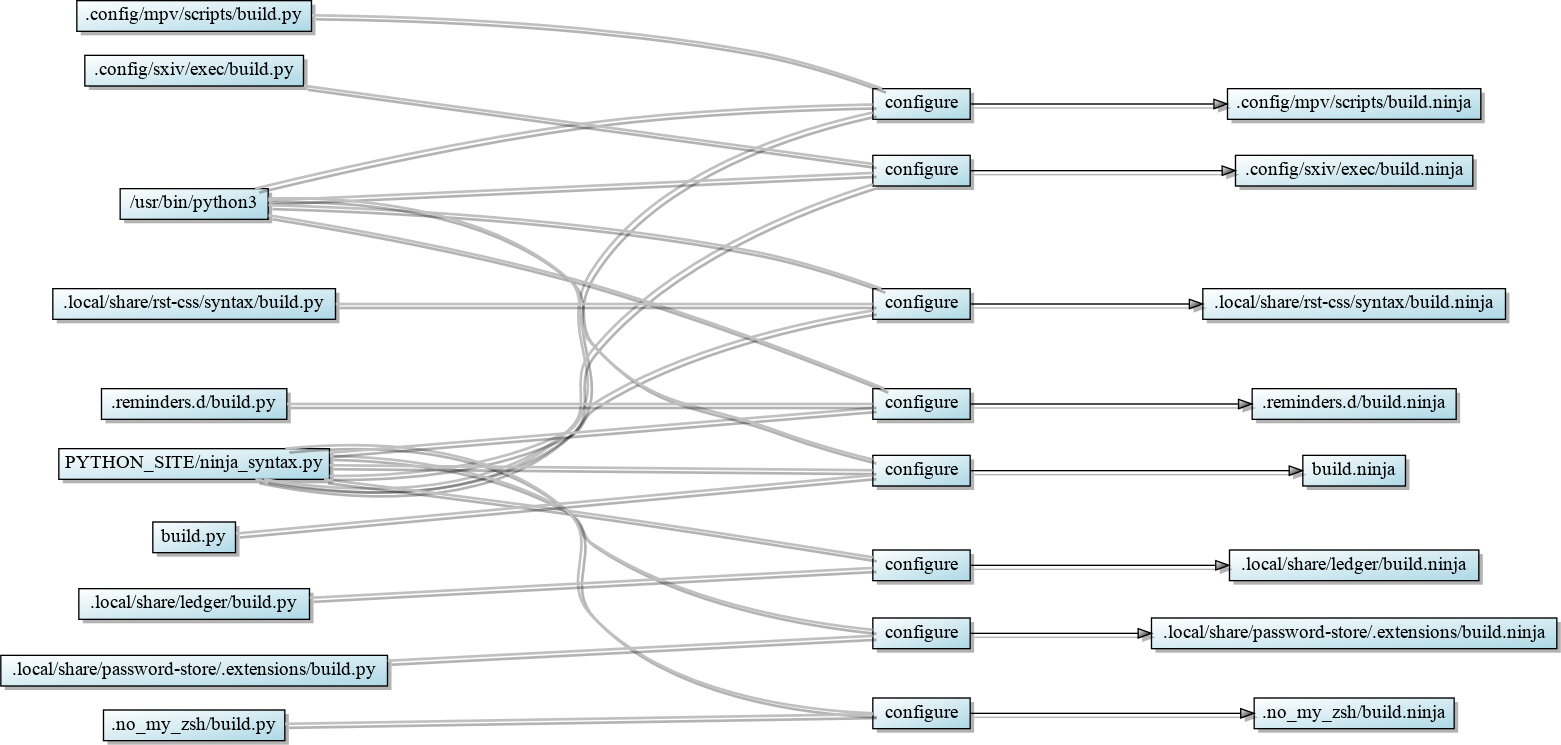 .config/mpv/scripts/build.py
.config/sxiv/exec/build.py
configure
.config/mpv/scripts/build.ninja
configure
.config/sxiv/exec/build.ninja
/usr/bin/python3
.local/share/rst-css/syntax/build.py
configure
.local/share/rst-css/syntax/build.ninja
.reminders.d/build.py
configure
.reminders.d/build.ninja
PYTHON_SITE/ninja_syntax.py
configure
build.ninja
build.py
configure
.local/share/ledger/build.ninja
.local/share/ledger/build.py
configure
.local/share/password-store/.extensions/build.ninja
.local/share/password-store/.extensions/build.py
configure
.no_my_zsh/build.ninja
.no_my_zsh/build.py